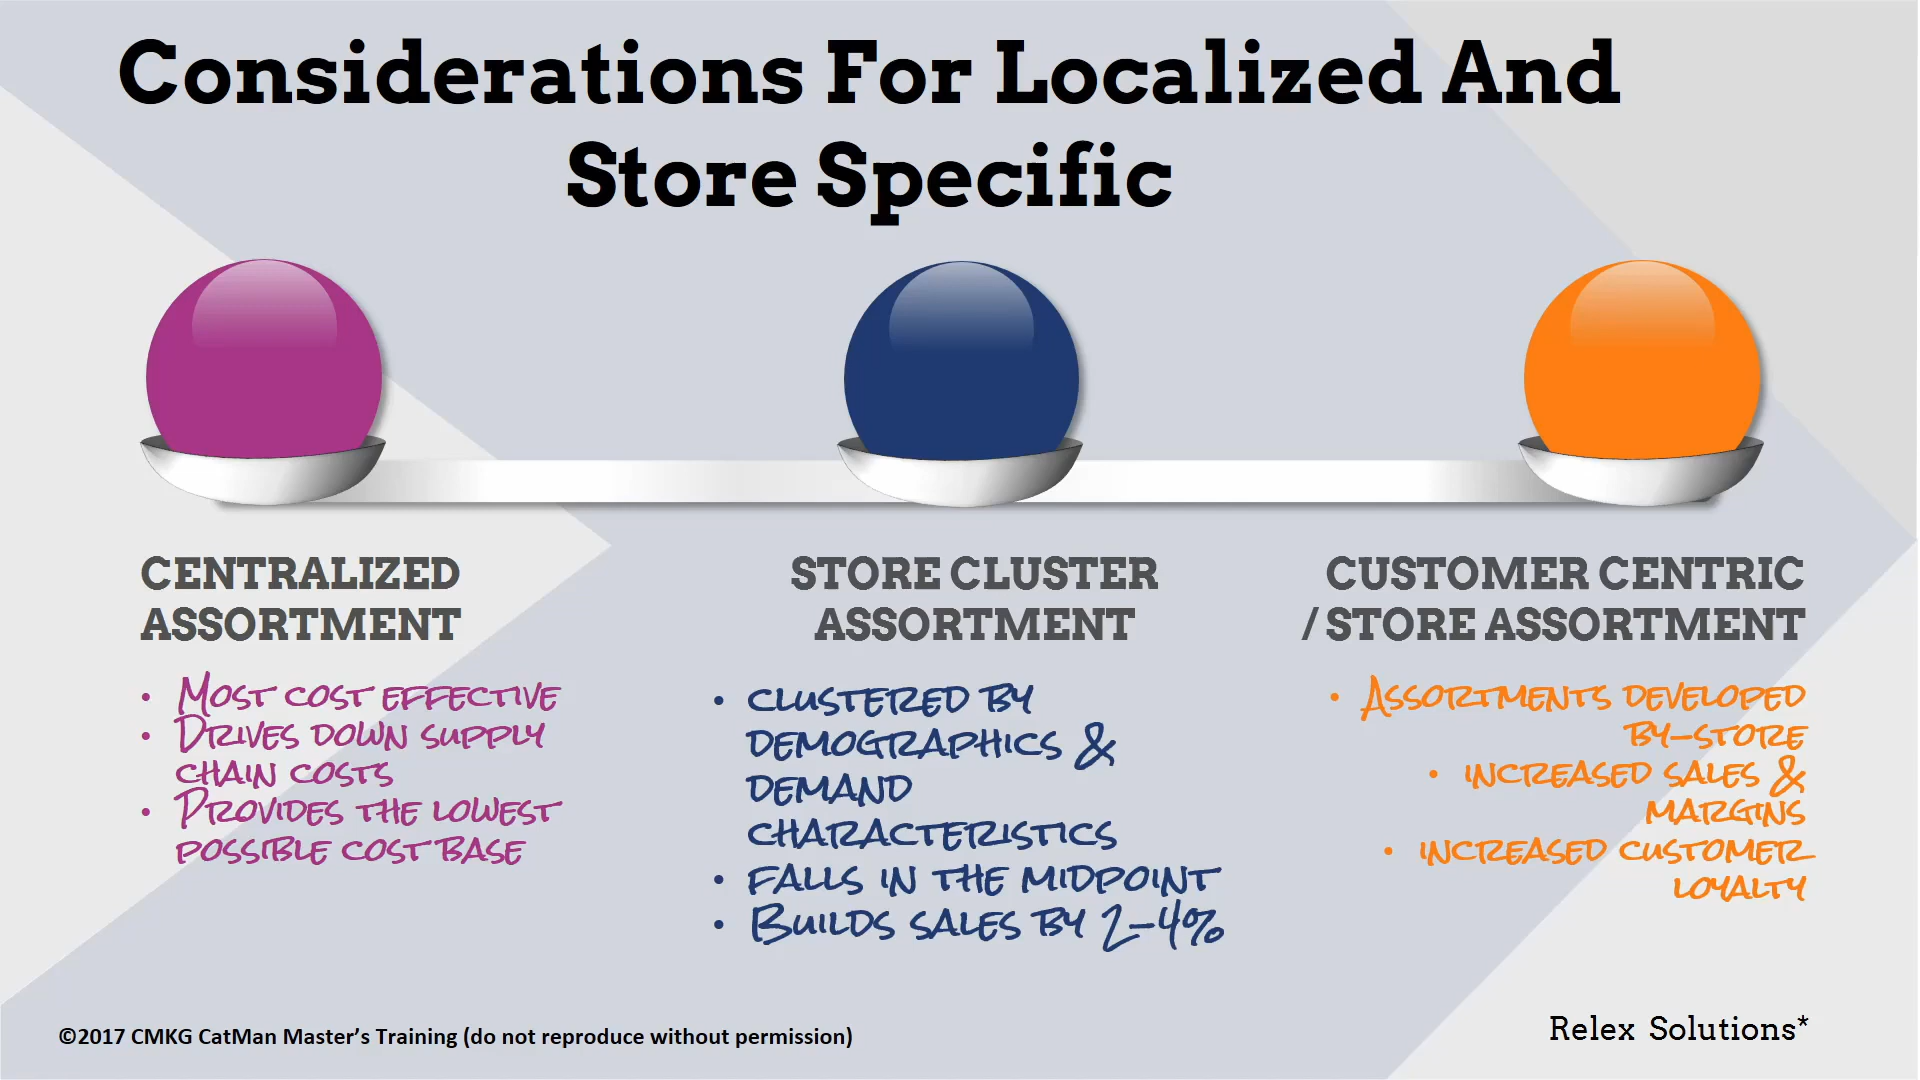 Considerations For Localized And
Store Specific
CENTRALIZED
ASSORTMENT
• Most cost effective
• Drives down supply
chain costs
• Provides the lowest
possible cost base
STORE CLUSTER
ASSORTMENT
• clustered by
demographics &
demand
characteristics
• falls in the midpoint
• Builds sales by 2-4%
CUSTOMER CENTRIC
/ STORE ASSORTMENT
• Assortments developed
by-store
• increased sales &
margins
• increased customer
loyalty
©2017 CMKG CatMan Master’s Training (do not reproduce without permission)
Relex Solutions*